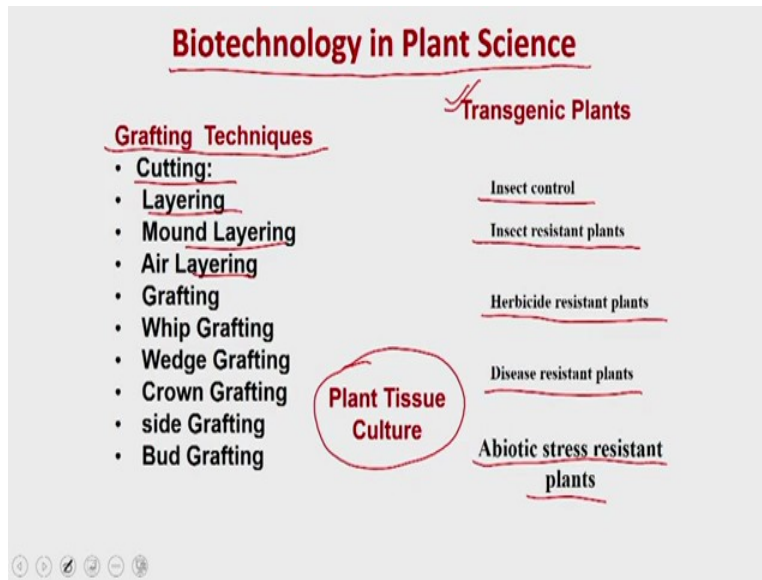 Biotechnology in Plant Science
Grafting Techniques
• Cutting:
• Layering
• Mound Layering
• Air Layering
• Grafting
• Whip Grafting
• Wedge Grafting
• Crown Grafting
• side Grafting
• Bud Grafting
Plant Tissue
Culture
Transgenic Plants
Insect control
Insect resistant plants
Herbicide resistant plants
Disease resistant plants
Abiotic stress resistant
plants